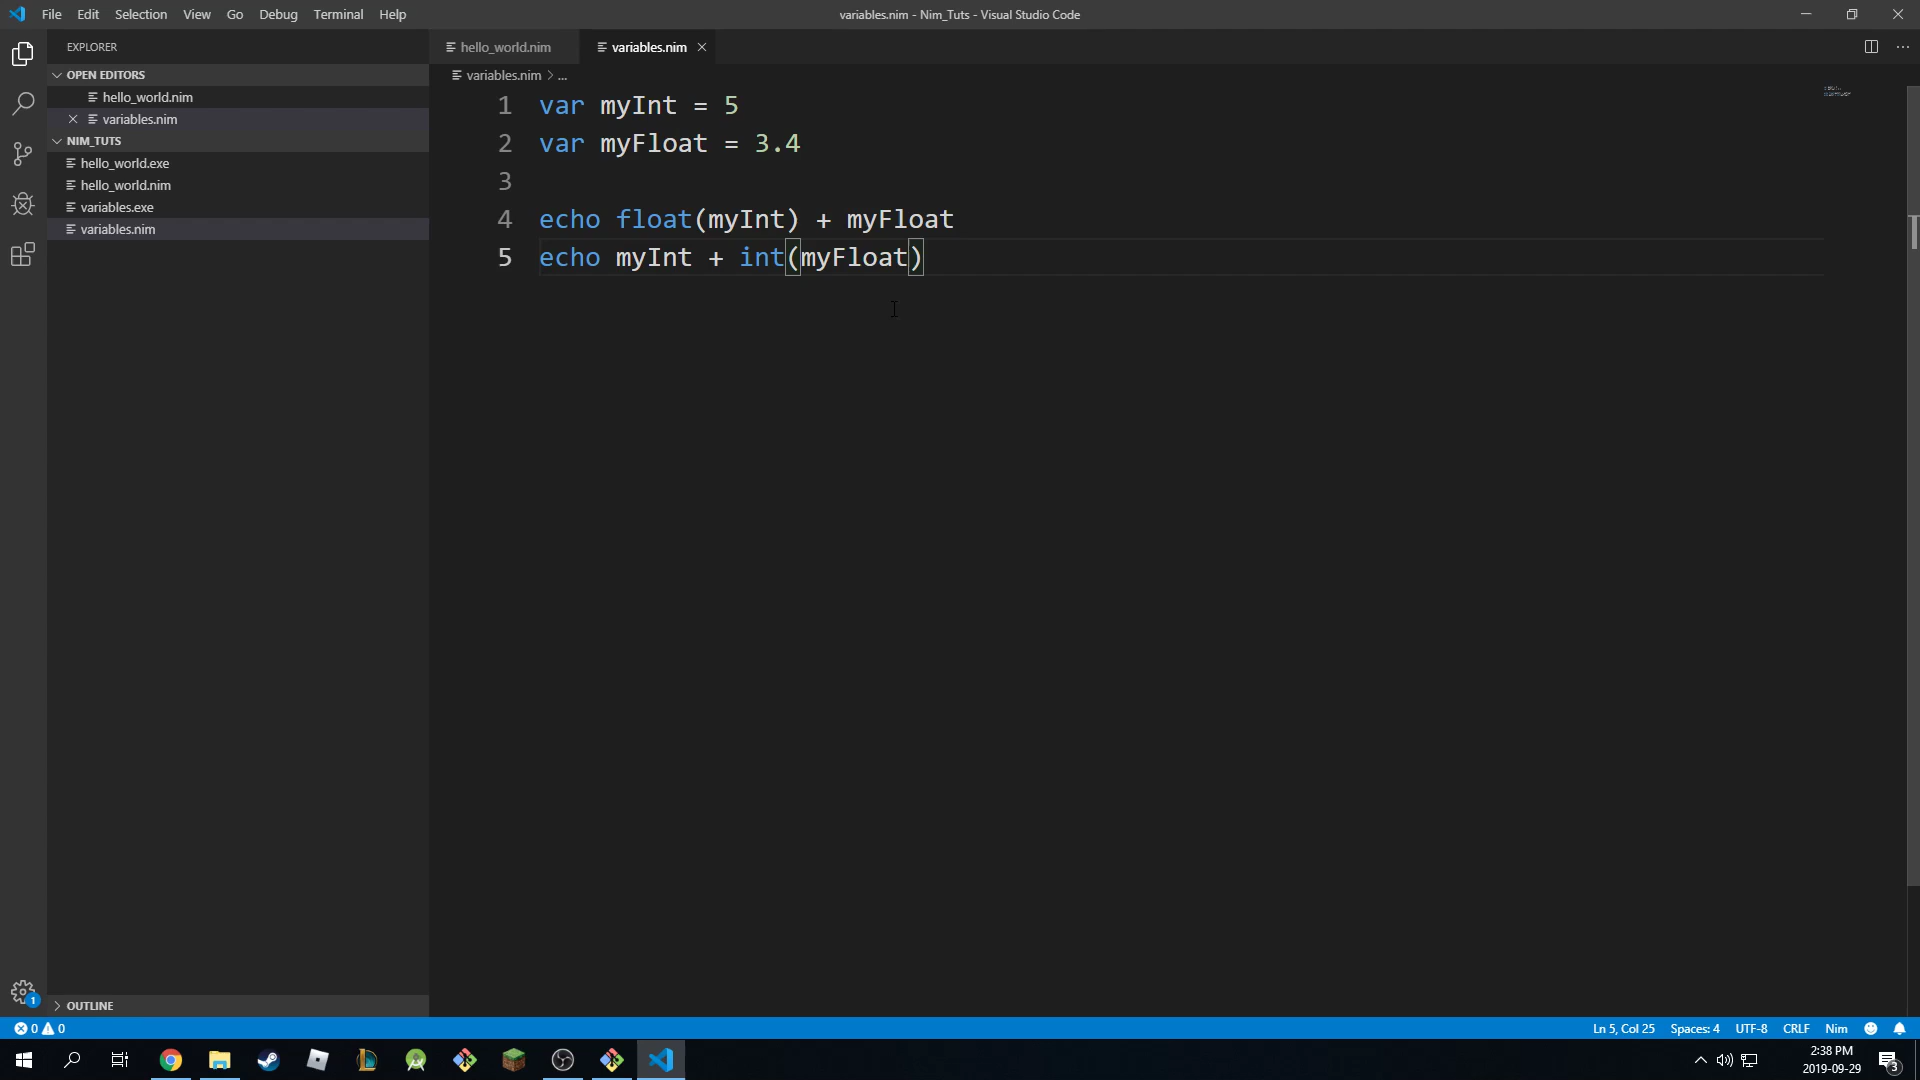 File Edit Selection View Go Debug Terminal Help
variables.nim - Nim_Tuts - Visual Studio Code
EXPLORER
OPEN EDITORS
hello_world.nim
variables.nim
NIM_TUTS
hello_world.exe
hello_world.nim
variables.exe
variables.nim
OUTLINE
hello_world.nim variables.nim
variables.nim > ...
1 var myInt = 5
2 var myFloat = 3.4
3
4 echo float(myInt) + myFloat
5 echo myInt + int(myFloat)
1
0 0
Ln 5, Col 25 Spaces: 4 UTF-8 CRLF Nim
2:38 PM
2019-09-29
3